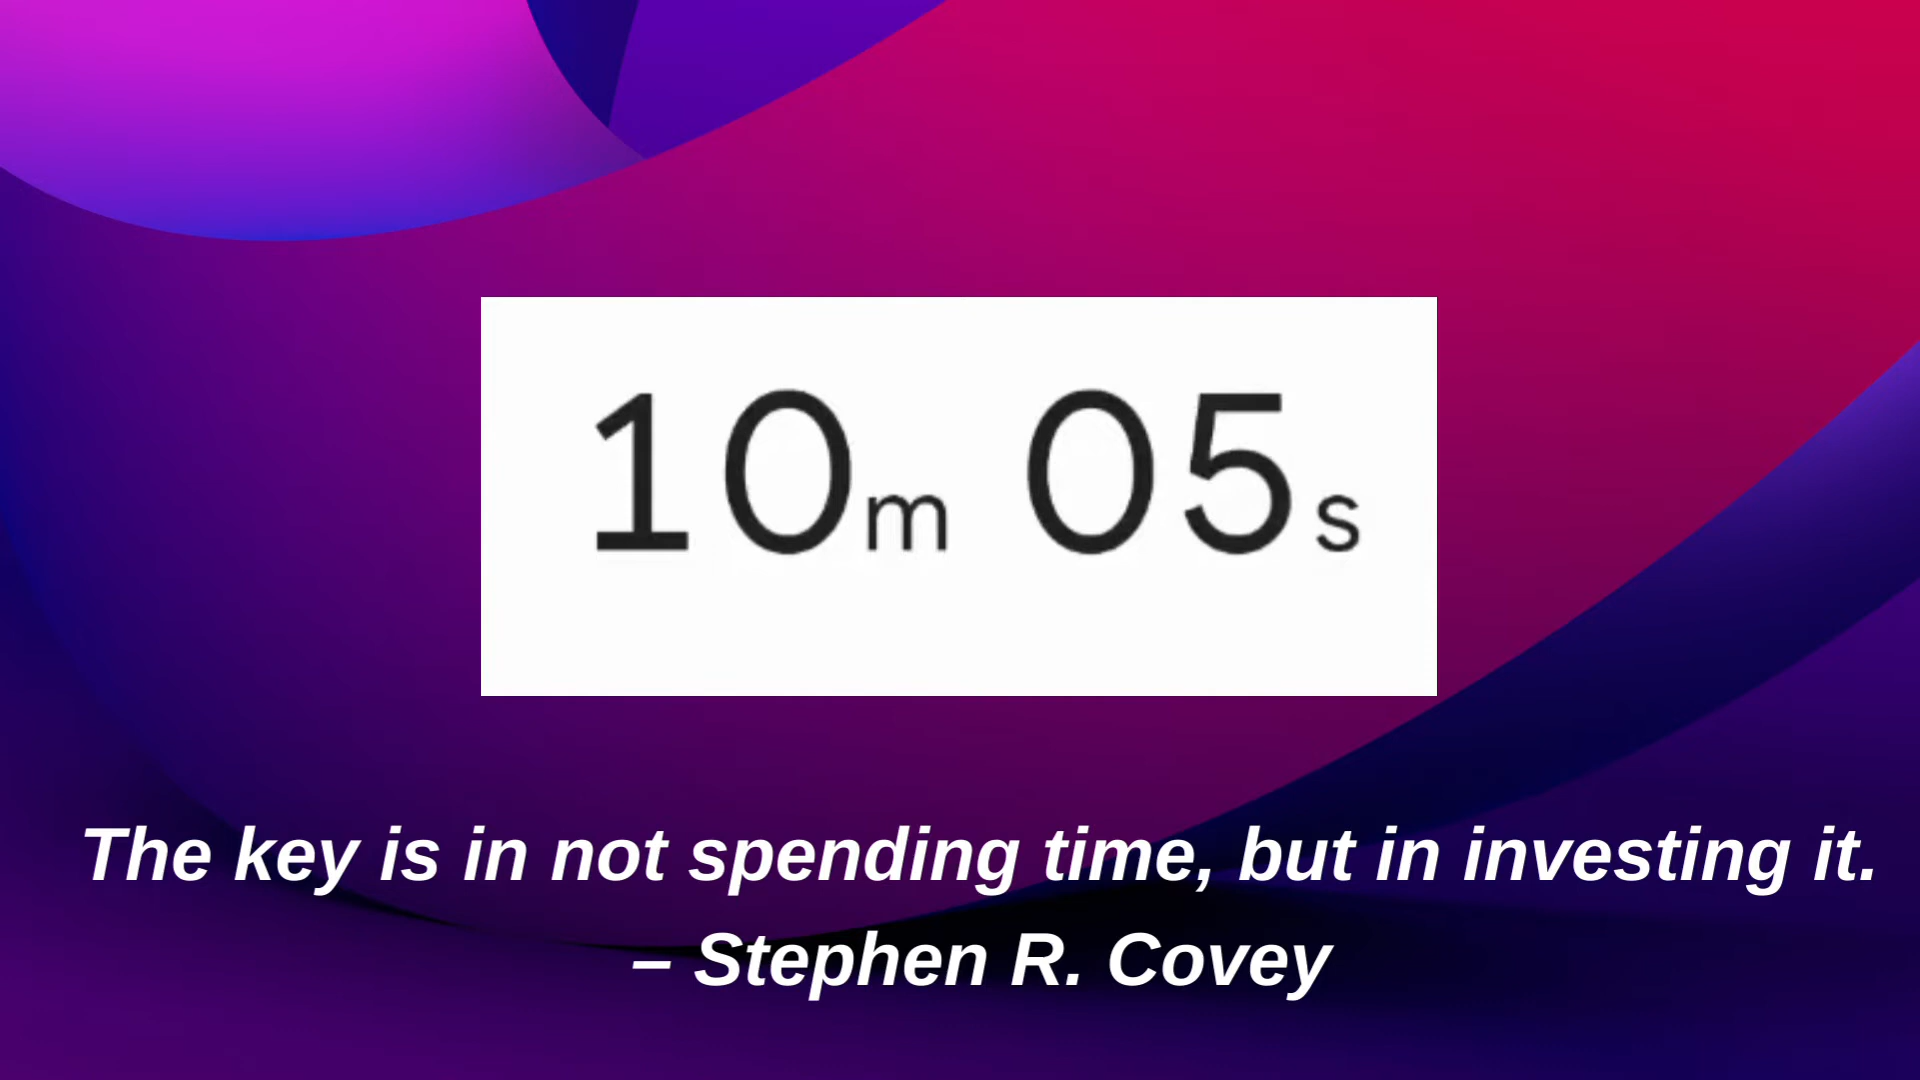 10m 05s
The key is in not spending time, but in investing it.
– Stephen R. Covey